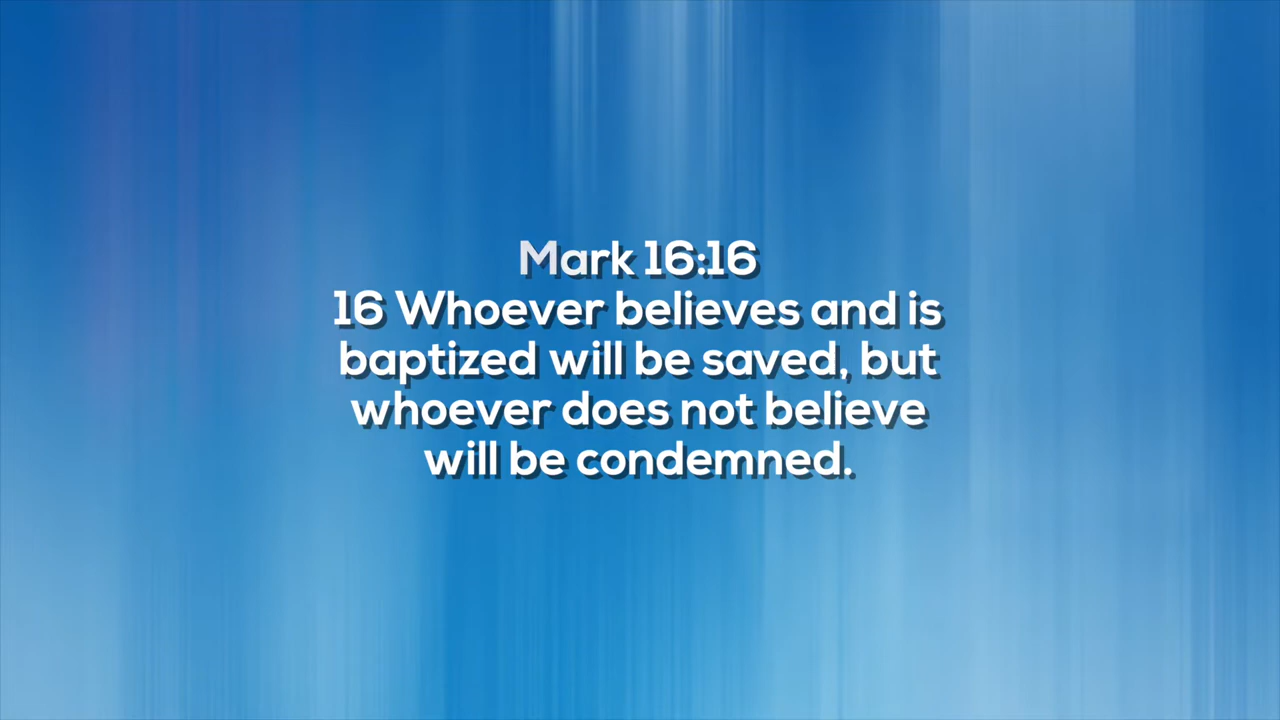 Mark 16:16
16 Whoever believes and is
baptized will be saved, but
whoever does not believe
will be condemned.